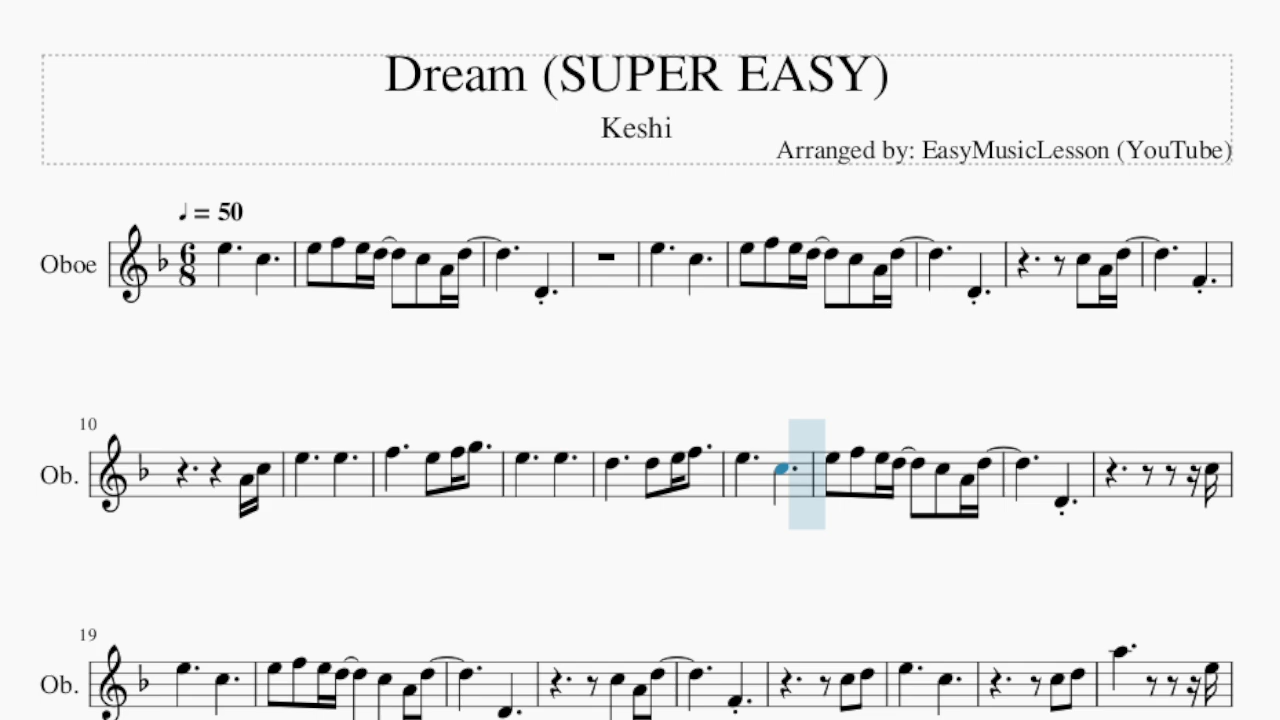 Dream (SUPER EASY)
Keshi
Arranged by: EasyMusicLesson (YouTube)
♩ = 50
Oboe
6
8
10
Ob.
19
Ob.